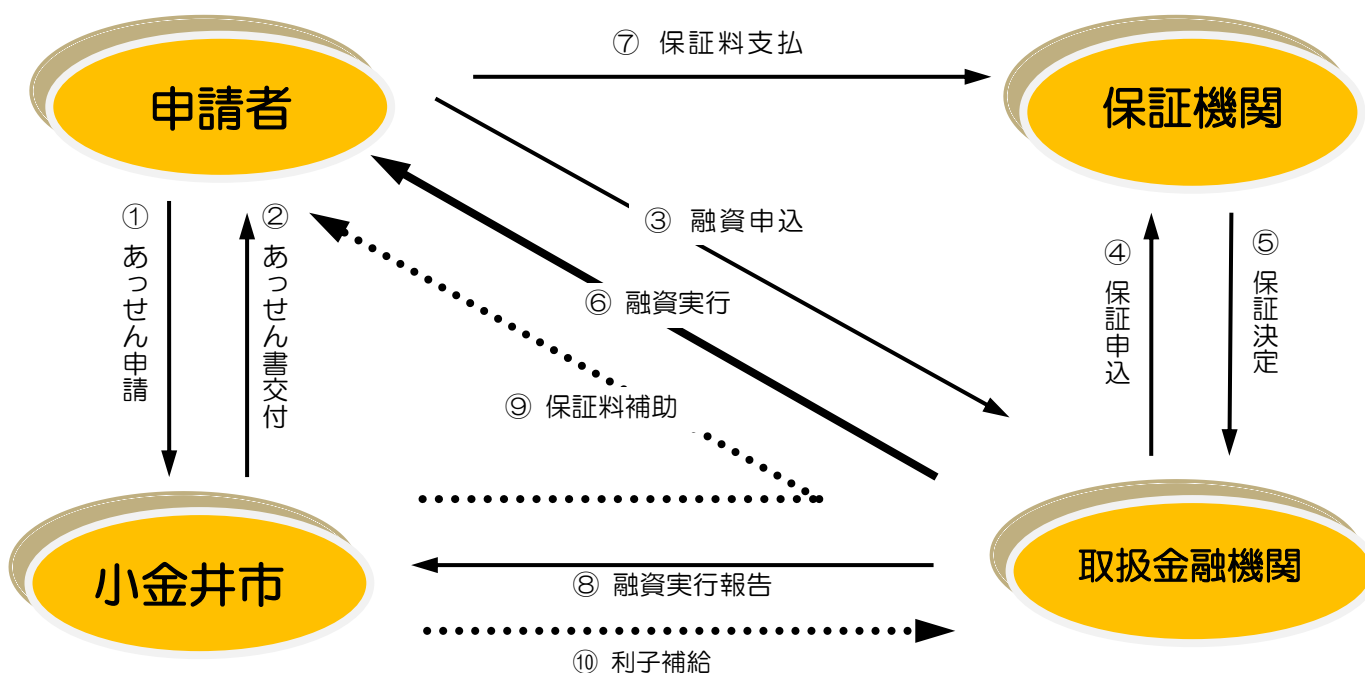 ⑦ 保証料支払
申請者
保証機関
① あっせん申請
② あっせん書交付
③ 融資申込
④ 保証申込
⑤ 保証決定
⑥ 融資実行
⑨ 保証料補助
小金井市
取扱金融機関
⑧ 融資実行報告
⑩ 利子補給